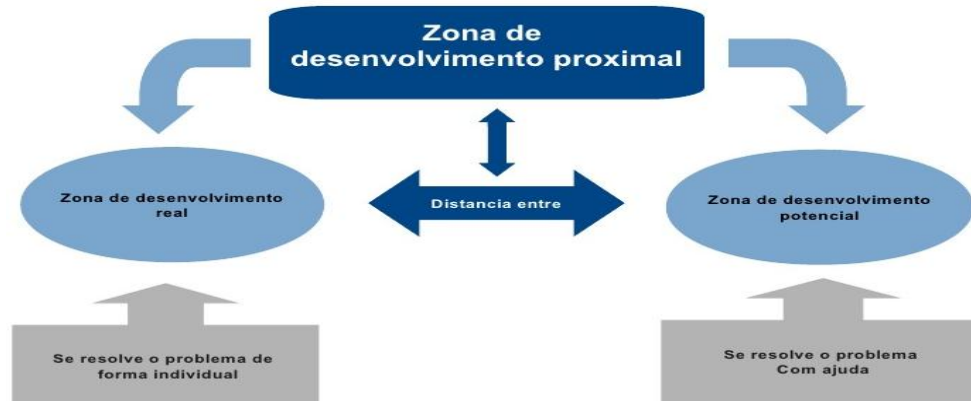 Zona de
desenvolvimento proximal
Zona de desenvolvimento
real
Distancia entre
Zona de desenvolvimento
potencial
Se resolve o problema de
forma individual
Se resolve o problema
Com ajuda